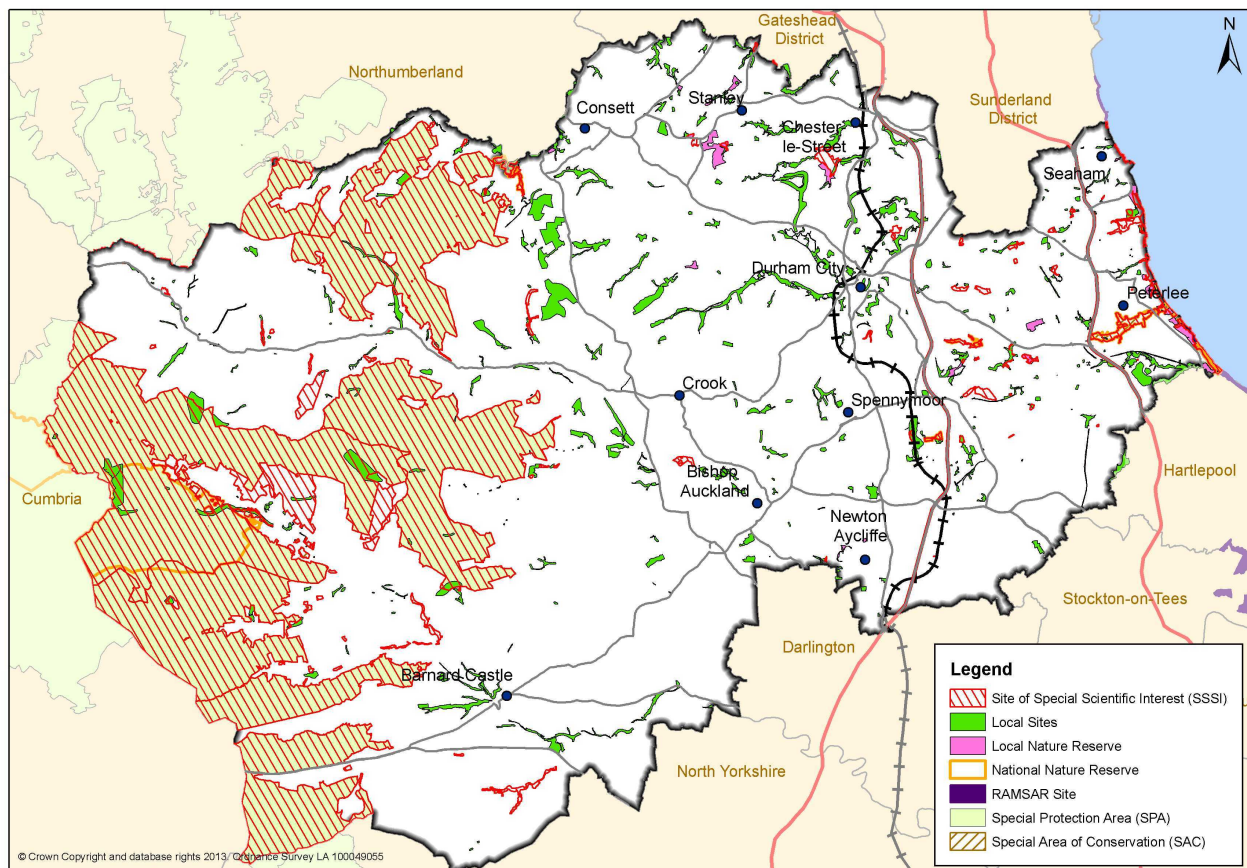 Gateshead
District
N
Northumberland
Sunderland
District
Consett
Stanley
Chester
le-Street
Seaham
Durham City
Peterlee
Crook
Spennymoor
Bishop
Auckland
Hartlepool
Cumbria
Newton
Aycliffe
Stockton-on-Tees
Darlington
Barnard Castle
North Yorkshire
Legend
Site of Special Scientific Interest (SSSI)
Local Sites
Local Nature Reserve
National Nature Reserve
RAMSAR Site
Special Protection Area (SPA)
Special Area of Conservation (SAC)
© Crown Copyright and database rights 2013/ Ordnance Survey LA 100049055